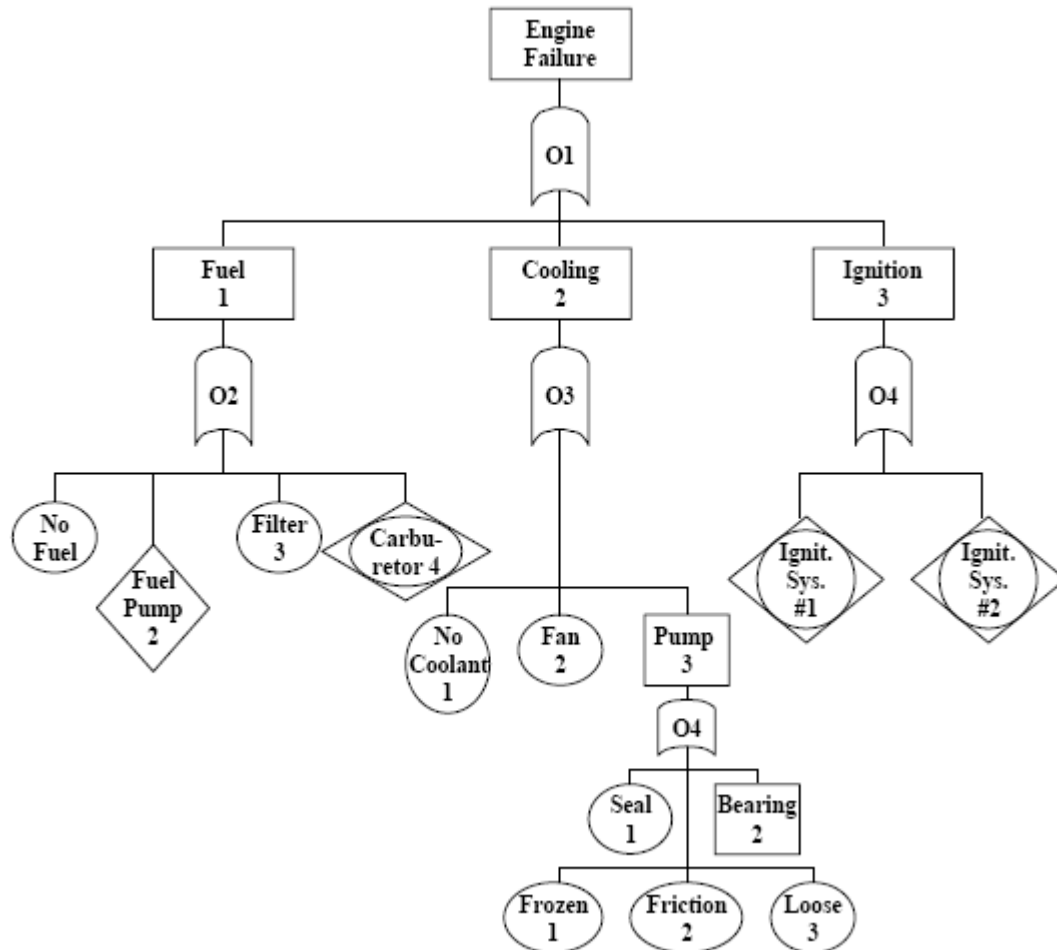 Engine
Failure
O1
Fuel
1
Cooling
2
Ignition
3
O2
O3
O4
No
Fuel
Fuel
Pump
2
Filter
3
Carbu-
retor 4
No
Coolant
1
Fan
2
Pump
3
Ignit.
Sys.
#1
Ignit.
Sys.
#2
O4
Seal
1
Bearing
2
Frozen
1
Friction
2
Loose
3